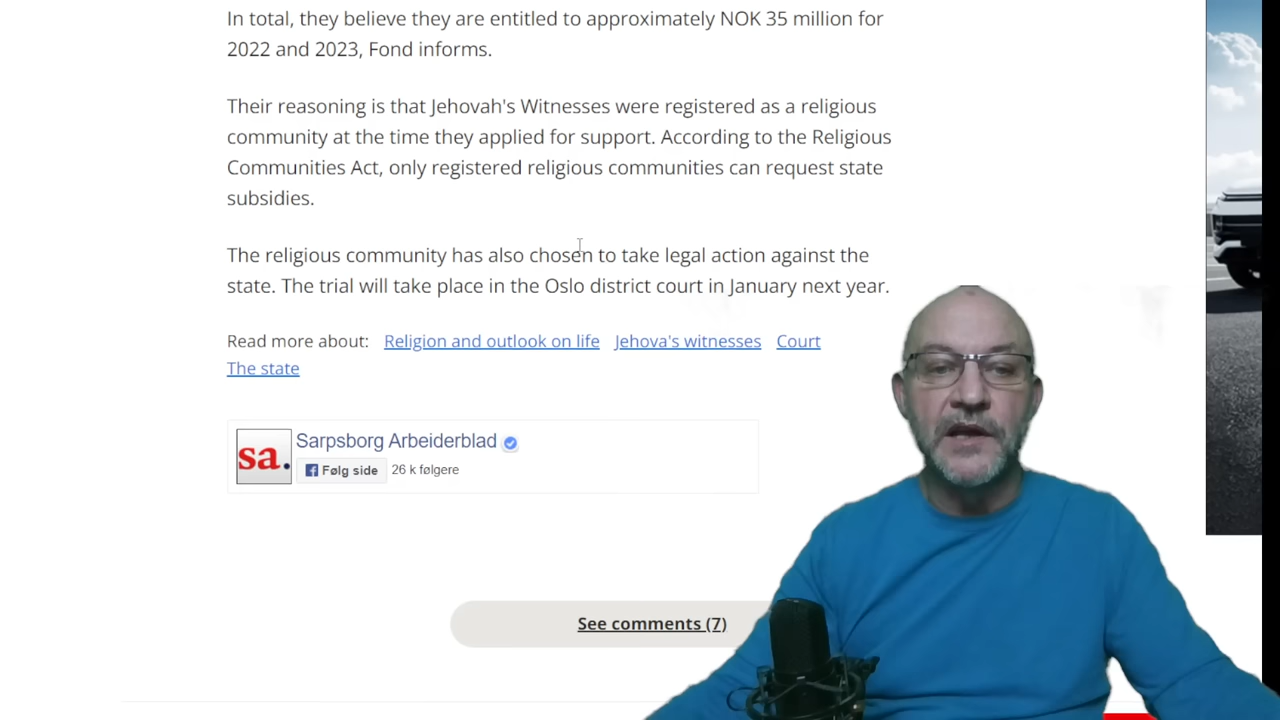 In total, they believe they are entitled to approximately NOK 35 million for
2022 and 2023, Fond informs.
Their reasoning is that Jehovah's Witnesses were registered as a religious
community at the time they applied for support. According to the Religious
Communities Act, only registered religious communities can request state
subsidies.
The religious community has also chosen to take legal action against the
state. The trial will take place in the Oslo district court in January next year.
Read more about: Religion and outlook on life Jehova's witnesses Court
The state
sa.
Sarpsborg Arbeiderblad
Følg side 26 k følgere
See comments (7)